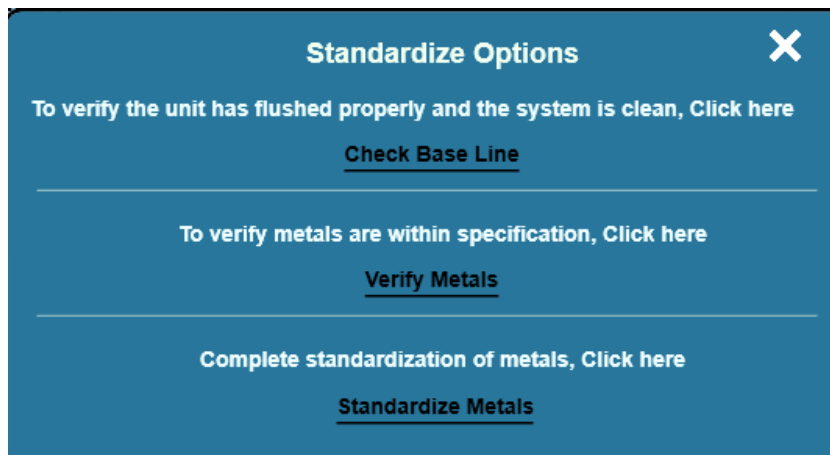 Standardize Options
To verify the unit has flushed properly and the system is clean, Click here
Check Base Line
To verify metals are within specification, Click here
Verify Metals
Complete standardization of metals, Click here
Standardize Metals